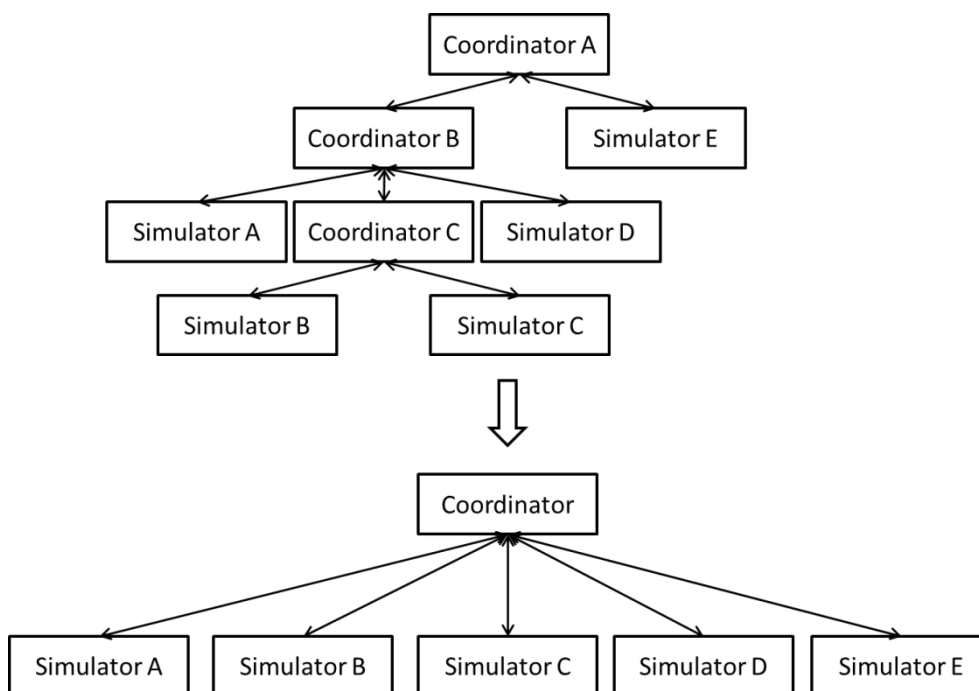 Coordinator A
Coordinator B
Simulator E
Simulator A
Coordinator C
Simulator D
Simulator B
Simulator C
Coordinator
Simulator A
Simulator B
Simulator C
Simulator D
Simulator E